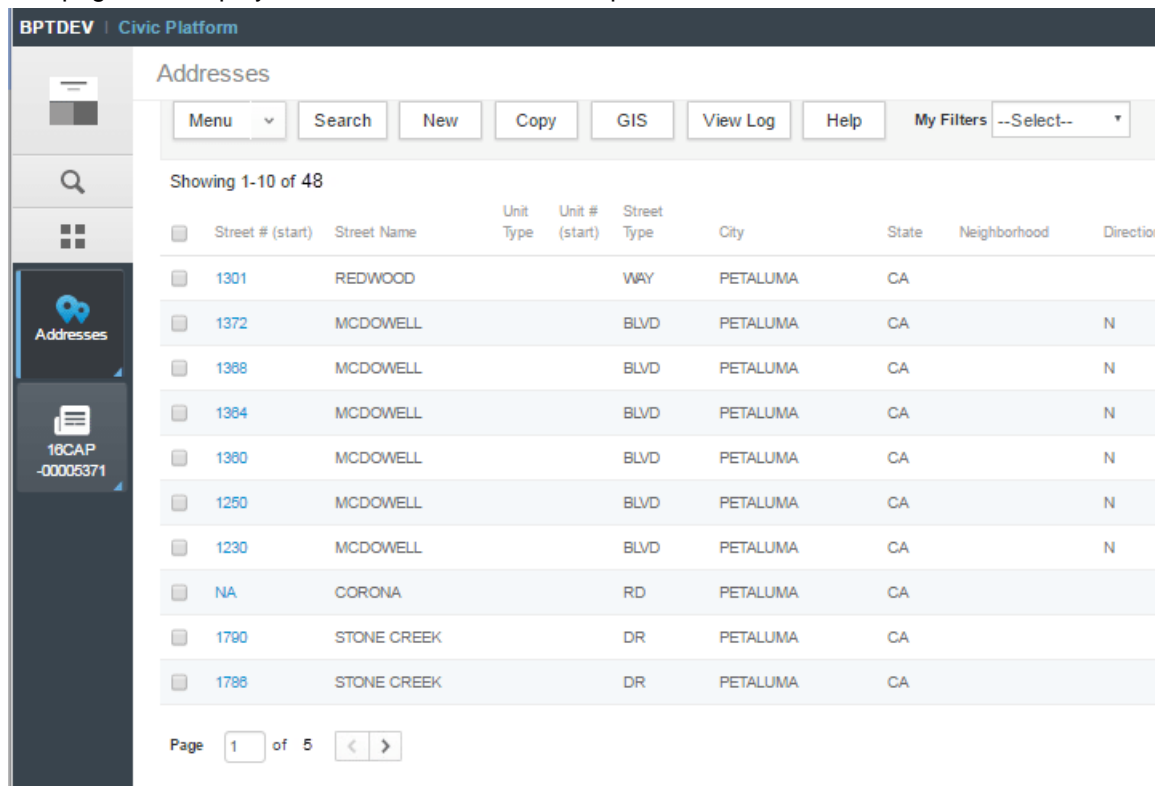 BPTDEV | Civic Platform
Addresses
Menu Search New Copy GIS View Log Help My Filters --Select--
Showing 1-10 of 48
Street # (start) Street Name Unit Type Unit # (start) Street Type City State Neighborhood Direction
1301 REDWOOD WAY PETALUMA CA
1372 MCDOWELL BLVD PETALUMA CA N
1368 MCDOWELL BLVD PETALUMA CA N
1364 MCDOWELL BLVD PETALUMA CA N
1360 MCDOWELL BLVD PETALUMA CA N
1250 MCDOWELL BLVD PETALUMA CA N
1230 MCDOWELL BLVD PETALUMA CA N
NA CORONA RD PETALUMA CA
1790 STONE CREEK DR PETALUMA CA
1786 STONE CREEK DR PETALUMA CA
Page 1 of 5 < >
Addresses
16CAP
-00005371